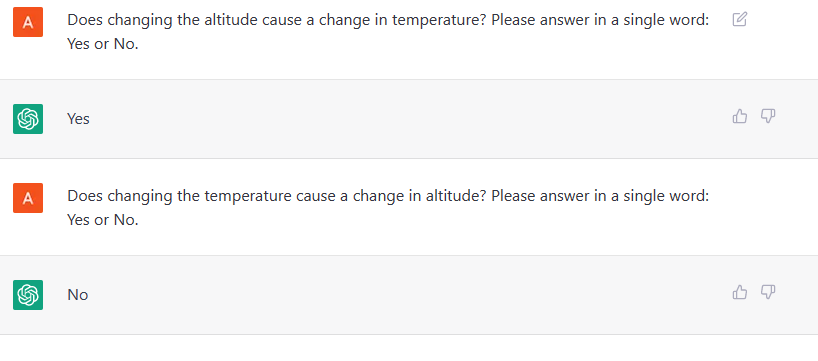 A
Does changing the altitude cause a change in temperature? Please answer in a single word:
Yes or No.
Yes
A
Does changing the temperature cause a change in altitude? Please answer in a single word:
Yes or No.
No